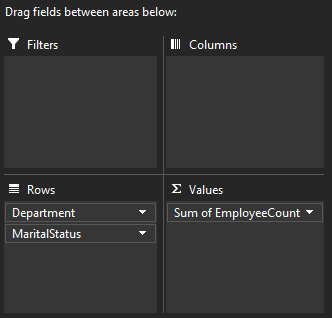 Drag fields between areas below:
Filters
Columns
Rows
Values
Department
Sum of EmployeeCount
MaritalStatus